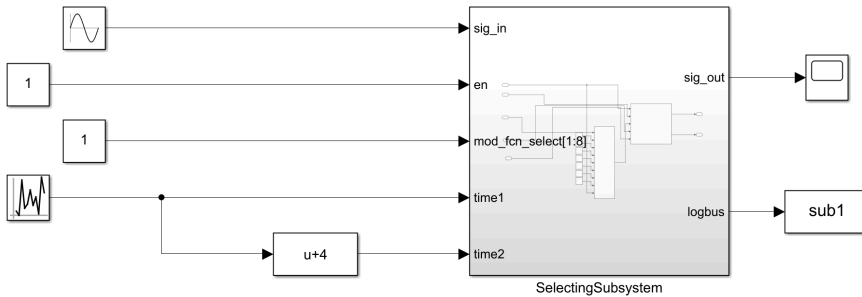 sig_in
1
en
sig_out
1
mod_fcn_select[1:8]
time1
logbus
sub1
u+4
time2
SelectingSubsystem